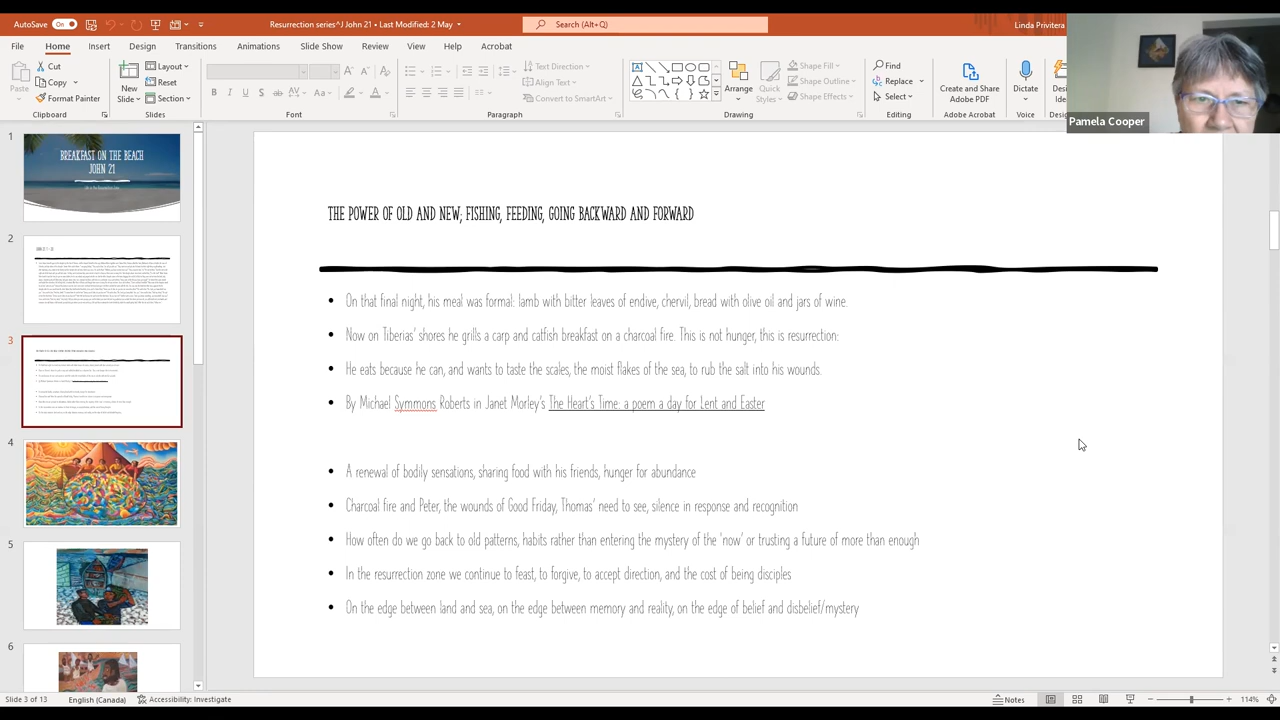 AutoSave On Resurrection series^J John 21 • Last Modified: 2 May Search (Alt+Q) Linda Privitera
File Home Insert Design Transitions Animations Slide Show Review View Help Acrobat
Paste Cut Copy Format Painter Clipboard
New Slide Layout Reset Section Slides
B I U S ab AV Aa A Font
Text Direction Align Text Convert to SmartArt Paragraph
Arrange Quick Styles Shape Fill Shape Outline Shape Effects Drawing
Find Replace Select Editing
Create and Share Adobe PDF Adobe Acrobat
Dictate Voice
Pamela Cooper
1
BREAKFAST ON THE BEACH
JOHN 21
2
3
4
5
6
THE POWER OF OLD AND NEW; FISHING, FEEDING, GOING BACKWARD AND FORWARD
• On that final night, his meal was formal: lamb with bitter leaves of endive, chervil, bread with olive oil and jars of wine.
• Now on Tiberias' shores he grills a carp and catfish breakfast on a charcoal fire. This is not hunger, this is resurrection:
• He eats because he can, and wants to taste the scales, the moist flakes of the sea, to rub the salt into his wounds.
• By Michael Symmons Roberts in Janet Morley's The Heart's Time: a poem a day for Lent and Easter
• A renewal of bodily sensations, sharing food with his friends, hunger for abundance
• Charcoal fire and Peter, the wounds of Good Friday, Thomas' need to see, silence in response and recognition
• How often do we go back to old patterns, habits rather than entering the mystery of the 'now' or trusting a future of more than enough
• In the resurrection zone we continue to feast, to forgive, to accept direction, and the cost of being disciples
• On the edge between land and sea, on the edge between memory and reality, on the edge of belief and disbelief/mystery
Slide 3 of 13 English (Canada) Accessibility: Investigate Notes 114%